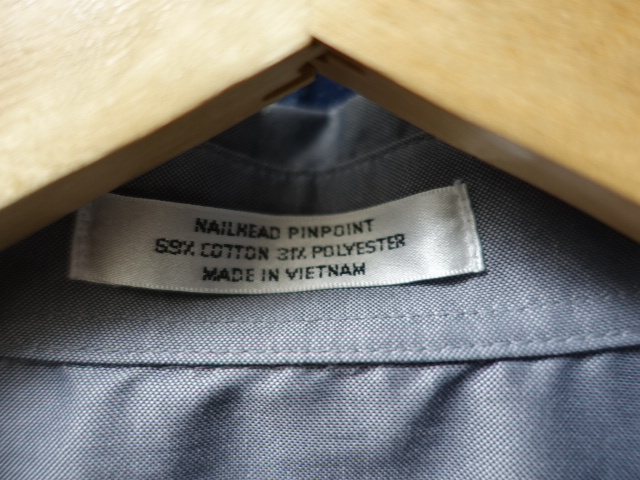 NAILHEAD PINPOINT
69% COTTON 31% POLYESTER
MADE IN VIETNAM